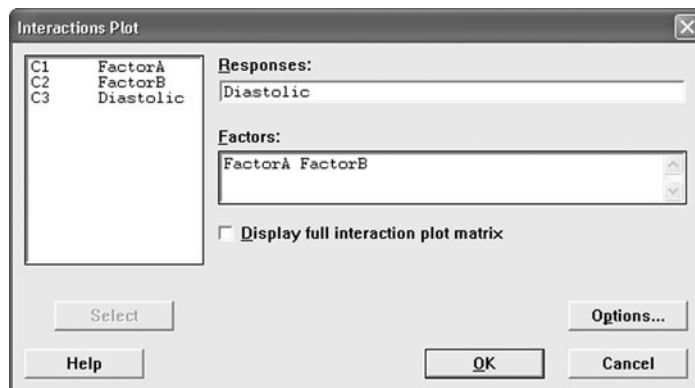 Interactions Plot
C1 FactorA
C2 FactorB
C3 Diastolic
Responses:
Diastolic
Factors:
FactorA FactorB
Display full interaction plot matrix
Select
Options...
Help
OK
Cancel